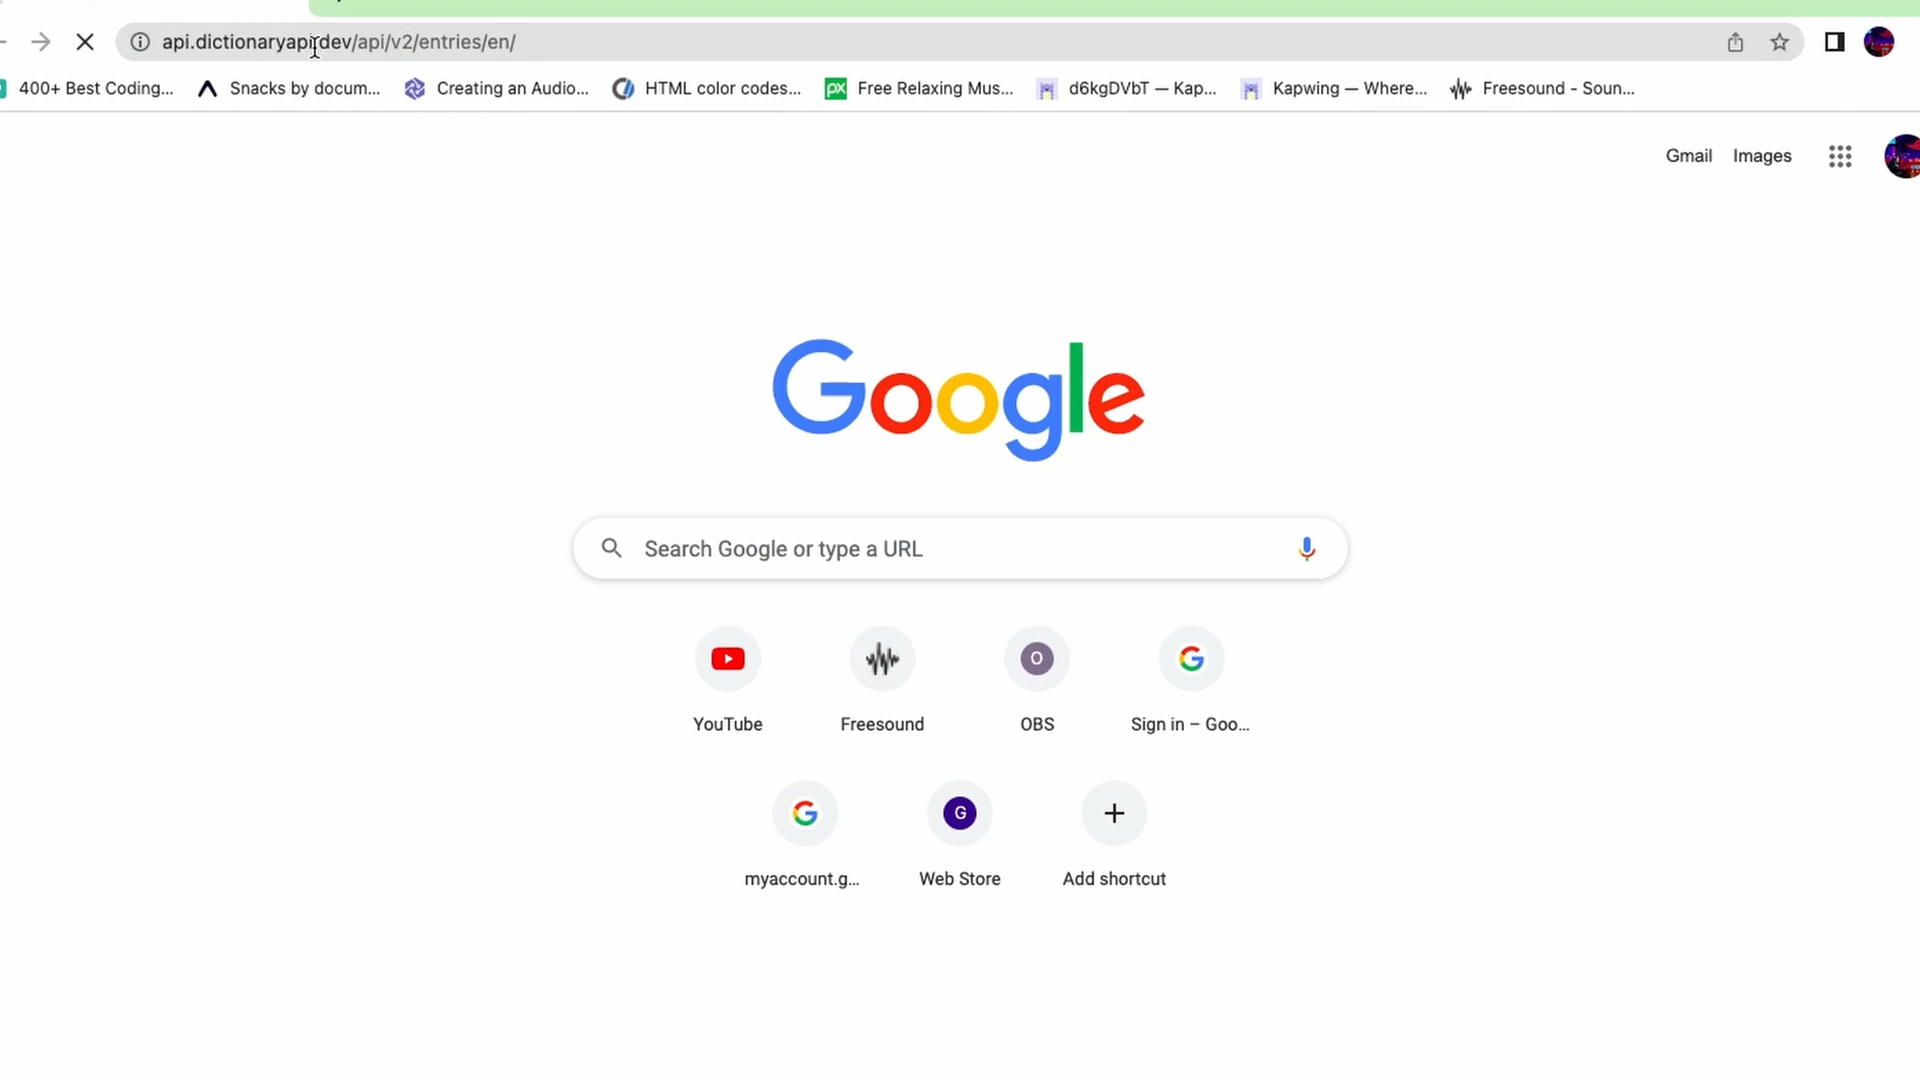 api.dictionaryapi.dev/api/v2/entries/en/
400+ Best Coding... Snacks by docum... Creating an Audio... HTML color codes... Free Relaxing Mus... d6kgDVbT — Kap... Kapwing — Where... Freesound - Soun...
Gmail Images
Google
Search Google or type a URL
O
YouTube Freesound OBS Sign in – Goo...
G
myaccount.g... Web Store Add shortcut